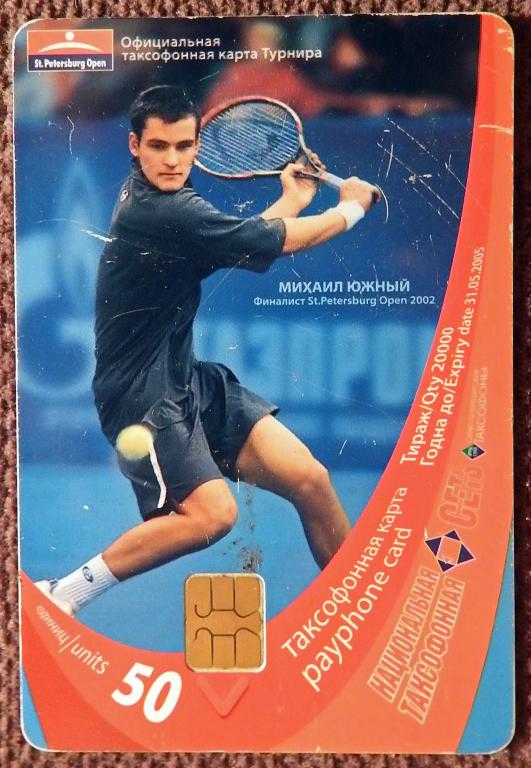 St. Petersburg Open
Официальная
таксофонная карта Турнира
МИХАИЛ ЮЖНЫЙ
Финалист St.Petersburg Open 2002
ГАЗПРОМ
Тираж/Qty 20000
Годна до/Expiry date 31.05.2005
таксофонная карта
payphone card
НАЦИОНАЛЬНАЯ
ТАКСОФОННАЯ
СЕТЬ
ТАКСОФОНЫ
единиц/units
50